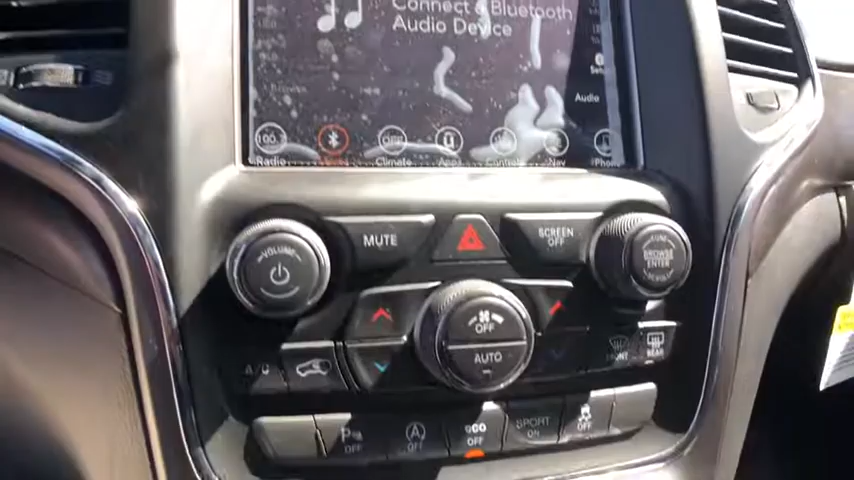 Connect a Bluetooth
Audio Device.
Audio
Radio
Climate
Apps
Controls
Nav
Phone
VOLUME
MUTE
SCREEN
OFF
TUNE
BROWSE
ENTER
OFF
AUTO
A/C
FRONT
REAR
P
OFF
A
OFF
eco
OFF
SPORT
ON
OFF